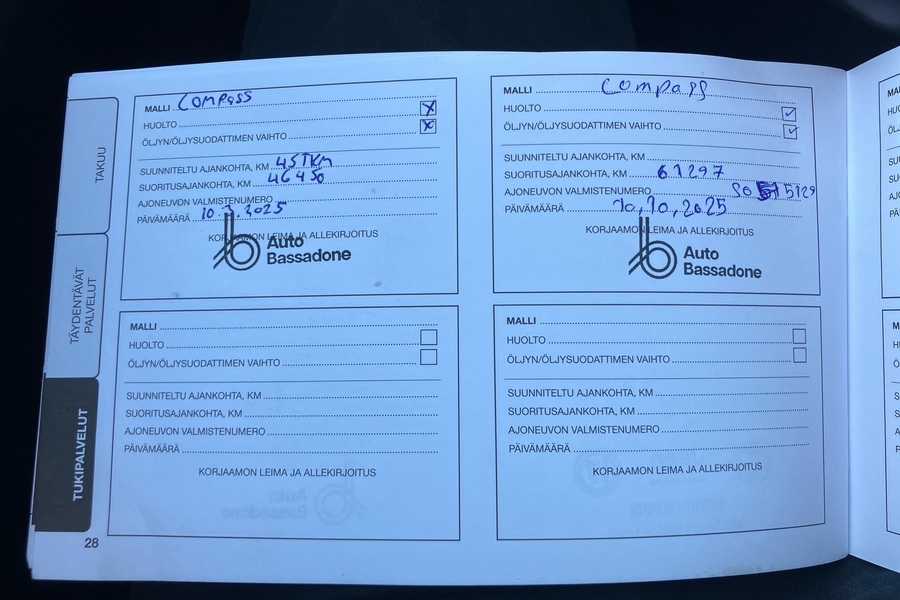 TAKUU
TÄYDENTÄVÄT
PALVELUT
TUKIPALVELUT
MALLI Compass
HUOLTO X
ÖLJYN/ÖLJYSUODATTIMEN VAIHTO X
SUUNNITELTU AJANKOHTA, KM 45TKM
SUORITUSAJANKOHTA, KM 46450
AJONEUVON VALMISTENUMERO
PÄIVÄMÄÄRÄ 10. .2025
KORJAAMON LEIMA JA ALLEKIRJOITUS
Auto
Bassadone
MALLI Compass
HUOLTO ✓
ÖLJYN/ÖLJYSUODATTIMEN VAIHTO ✓
SUUNNITELTU AJANKOHTA, KM
SUORITUSAJANKOHTA, KM 61297
AJONEUVON VALMISTENUMERO
PÄIVÄMÄÄRÄ 10,10,2025
KORJAAMON LEIMA JA ALLEKIRJOITUS
Auto
Bassadone
MALLI
HUOLTO
ÖLJYN/ÖLJYSUODATTIMEN VAIHTO
SUUNNITELTU AJANKOHTA, KM
SUORITUSAJANKOHTA, KM
AJONEUVON VALMISTENUMERO
PÄIVÄMÄÄRÄ
KORJAAMON LEIMA JA ALLEKIRJOITUS
MALLI
HUOLTO
ÖLJYN/ÖLJYSUODATTIMEN VAIHTO
SUUNNITELTU AJANKOHTA, KM
SUORITUSAJANKOHTA, KM
AJONEUVON VALMISTENUMERO
PÄIVÄMÄÄRÄ
KORJAAMON LEIMA JA ALLEKIRJOITUS
28